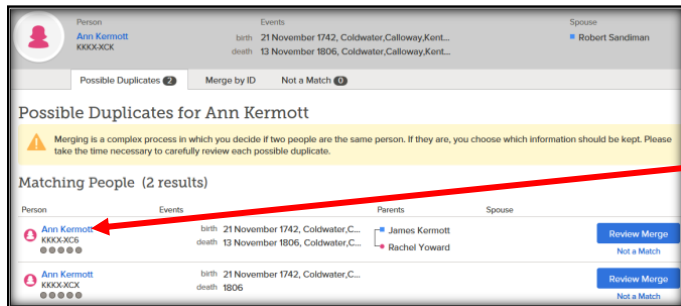 Person Events Spouse
Ann Kermott birth 21 November 1742, Coldwater,Calloway,Kent... Robert Sandiman
KKKX-XCK death 13 November 1806, Coldwater,Calloway,Kent...
Possible Duplicates 2 Merge by ID Not a Match 0
Possible Duplicates for Ann Kermott
Merging is a complex process in which you decide if two people are the same person. If they are, you choose which information should be kept. Please
take the time necessary to carefully review each possible duplicate.
Matching People (2 results)
Person Events Parents Spouse
Ann Kermott birth 21 November 1742, Coldwater,C... James Kermott Review Merge
KKKX-XC6 death 13 November 1806, Coldwater,C... Rachel Yoward Not a Match
Ann Kermott birth 21 November 1742, Coldwater,C... Review Merge
KKKX-XCX death 1806 Not a Match